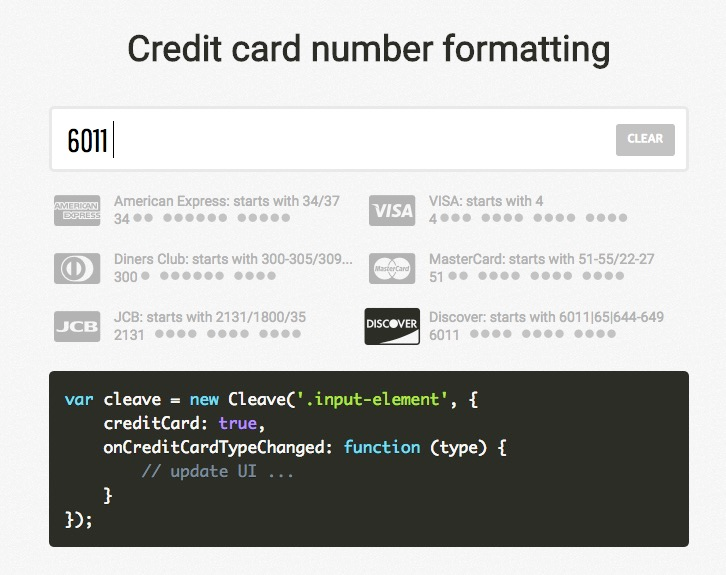 Credit card number formatting
6011
CLEAR
AMERICAN
EXPRESS
American Express: starts with 34/37
34●● ●●●●●● ●●●●●
VISA
VISA: starts with 4
4●●● ●●●● ●●●● ●●●●
Diners Club: starts with 300-305/309...
300● ●●●●●● ●●●●
MasterCard
MasterCard: starts with 51-55/22-27
51●● ●●●● ●●●● ●●●●
JCB
JCB: starts with 2131/1800/35
2131 ●●●● ●●●● ●●●●
DISCOVER
Discover: starts with 6011|65|644-649
6011 ●●●● ●●●● ●●●●
var cleave = new Cleave('.input-element', {
    creditCard: true,
    onCreditCardTypeChanged: function (type) {
        // update UI ...
    }
});